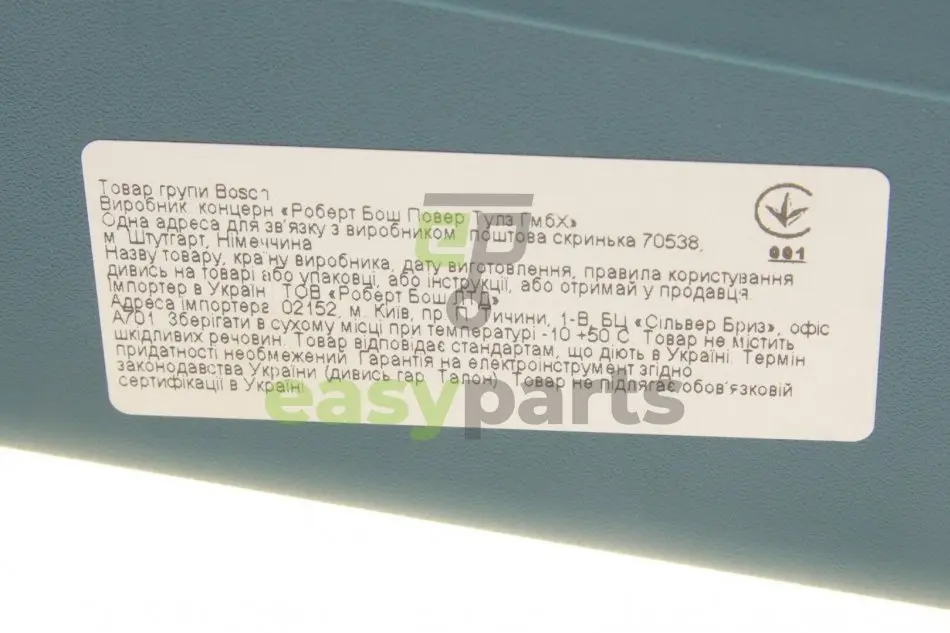 Товар групи Bosch
Виробник концерн «Роберт Бош Повер Тулз ГмбХ»
Одна адреса для зв'язку з виробником поштова скринька 70538,
м Штутгарт, Німеччина
Назву товару, країну виробника, дату виготовлення, правила користування
дивись на товарі або упаковці, або інструкції, або отримай у продавця
Імпортер в Україні ТОВ «Роберт Бош ЛТД»
Адреса імпортера 02152, м. Київ, 1-В, БЦ «Сільвер Бриз», офіс
А701. Зберігати в сухому місці при температурі -10 +50 С Товар не містить
шкідливих речовин. Товар відповідає стандартам, що діють в Україні. Термін
придатності необмежений. Гарантія на електроінструмент згідно
законодавства України (дивись гар. Талон). Товар не підлягає обов'язковій
сертифікації в Україні
001
ep
easyparts